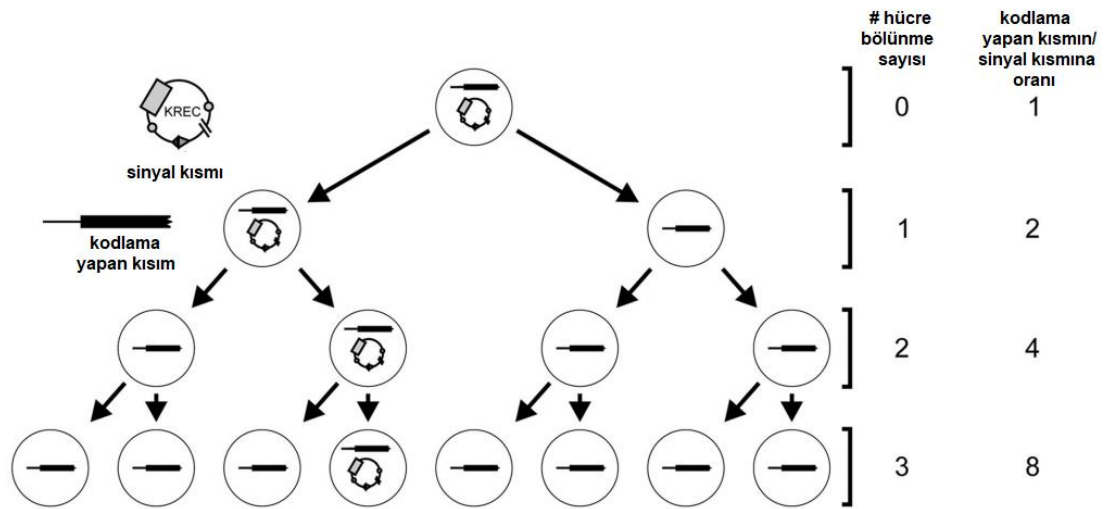 # hücre
bölünme
sayısı
kodlama
yapan kısmın/
sinyal kısmına
oranı
KREC
0
1
sinyal kısmı
kodlama
yapan kısım
1
2
2
4
3
8